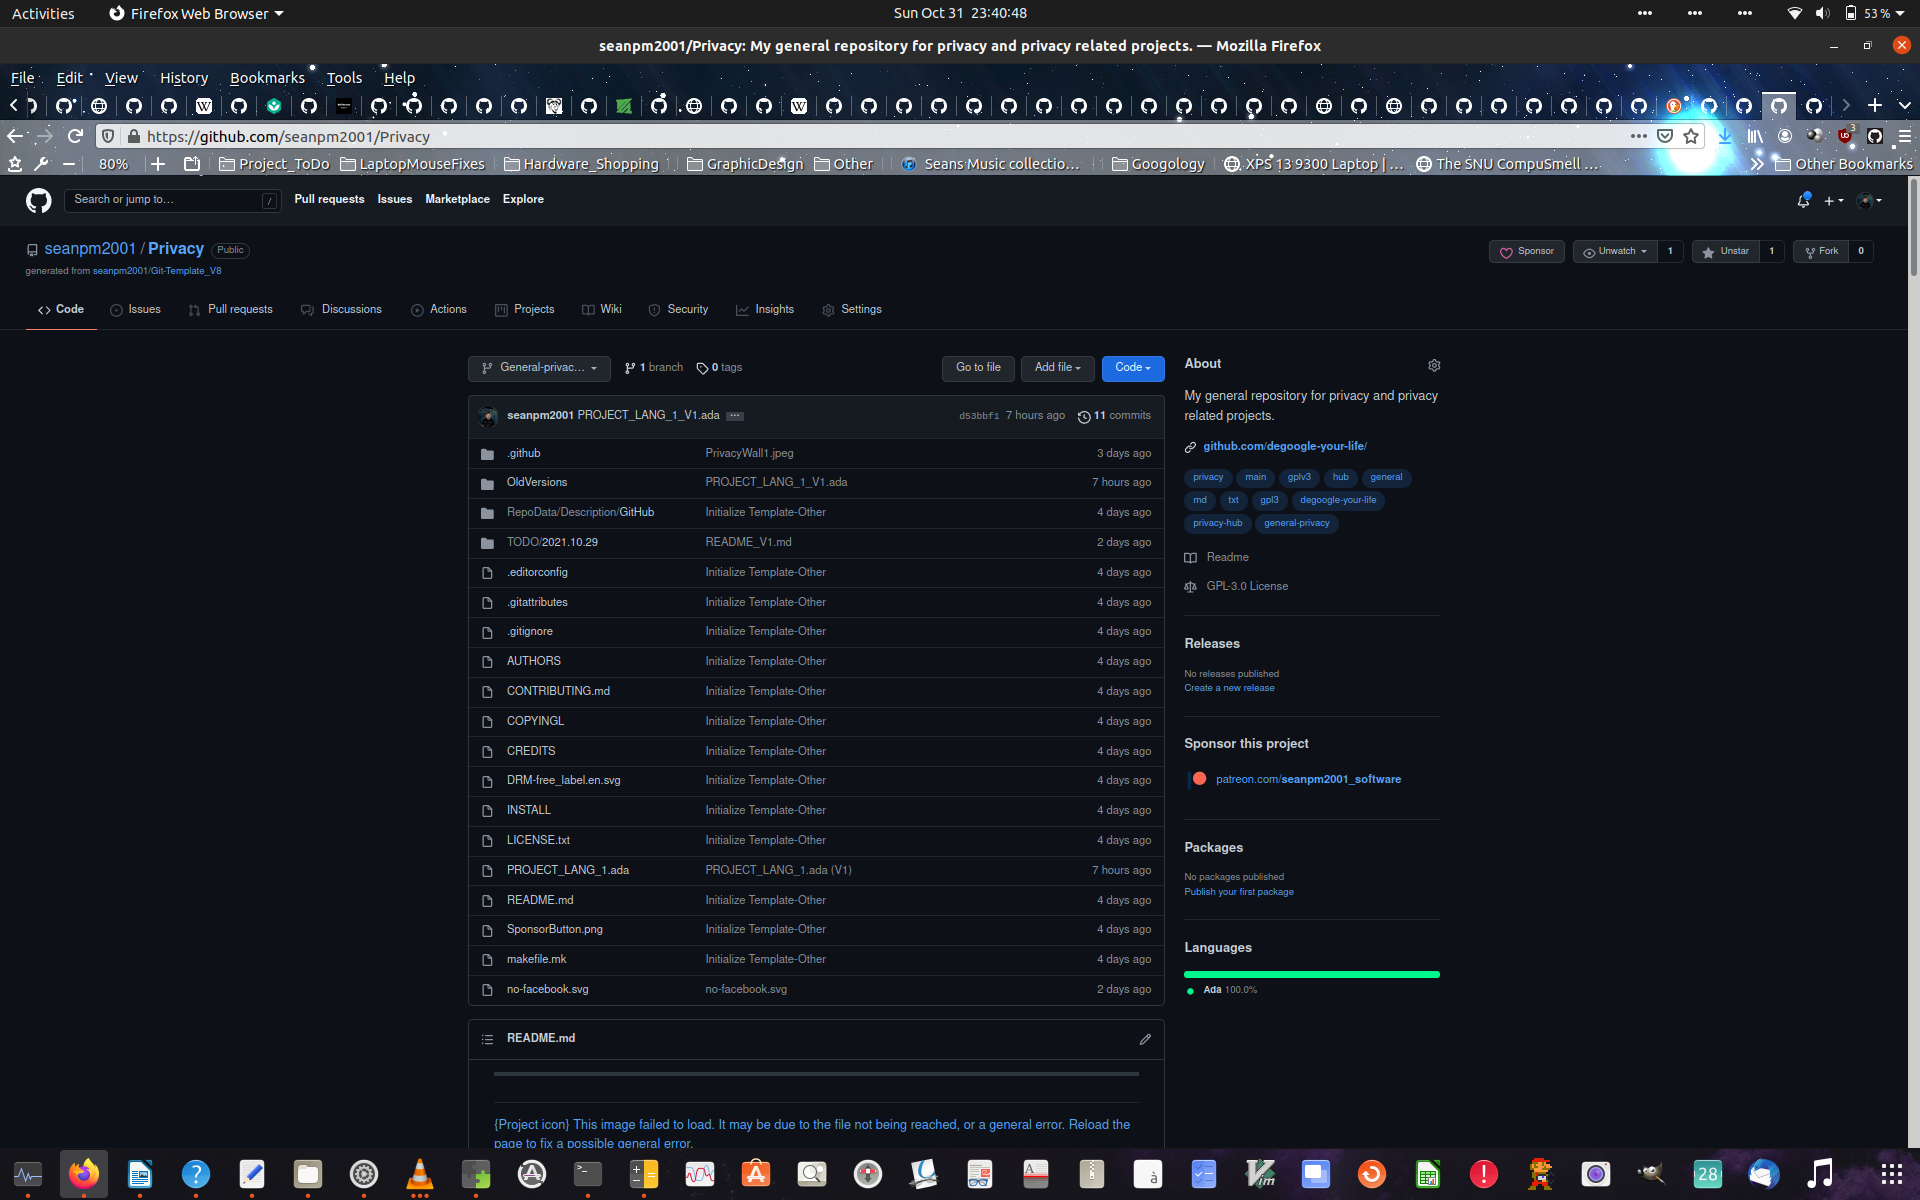 Activities
Firefox Web Browser
Sun Oct 31 23:40:48
53 %
seanpm2001/Privacy: My general repository for privacy and privacy related projects. — Mozilla Firefox
File Edit View History Bookmarks Tools Help
https://github.com/seanpm2001/Privacy
3
80%
Project_ToDo
LaptopMouseFixes
Hardware_Shopping
GraphicDesign
Other
Seans Music collectio…
Googology
XPS 13 9300 Laptop | …
The SNU CompuSmell …
Other Bookmarks
Search or jump to… /
Pull requests Issues Marketplace Explore
seanpm2001 / Privacy Public
generated from seanpm2001/Git-Template_V8
Sponsor
Unwatch 1
Unstar 1
Fork 0
Code
Issues
Pull requests
Discussions
Actions
Projects
Wiki
Security
Insights
Settings
General-privac…
1 branch
0 tags
Go to file
Add file
Code
seanpm2001 PROJECT_LANG_1_V1.ada … d53bbf1 7 hours ago 11 commits
.github PrivacyWall1.jpeg 3 days ago
OldVersions PROJECT_LANG_1_V1.ada 7 hours ago
RepoData/Description/GitHub Initialize Template-Other 4 days ago
TODO/2021.10.29 README_V1.md 2 days ago
.editorconfig Initialize Template-Other 4 days ago
.gitattributes Initialize Template-Other 4 days ago
.gitignore Initialize Template-Other 4 days ago
AUTHORS Initialize Template-Other 4 days ago
CONTRIBUTING.md Initialize Template-Other 4 days ago
COPYINGL Initialize Template-Other 4 days ago
CREDITS Initialize Template-Other 4 days ago
DRM-free_label.en.svg Initialize Template-Other 4 days ago
INSTALL Initialize Template-Other 4 days ago
LICENSE.txt Initialize Template-Other 4 days ago
PROJECT_LANG_1.ada PROJECT_LANG_1.ada (V1) 7 hours ago
README.md Initialize Template-Other 4 days ago
SponsorButton.png Initialize Template-Other 4 days ago
makefile.mk Initialize Template-Other 4 days ago
no-facebook.svg no-facebook.svg 2 days ago
README.md
{Project icon} This image failed to load. It may be due to the file not being reached, or a general error. Reload the
page to fix a possible general error.
About
My general repository for privacy and privacy
related projects.
github.com/degoogle-your-life/
privacy main gplv3 hub general
md txt gpl3 degoogle-your-life
privacy-hub general-privacy
Readme
GPL-3.0 License
Releases
No releases published
Create a new release
Sponsor this project
patreon.com/seanpm2001_software
Packages
No packages published
Publish your first package
Languages
Ada 100.0%
28